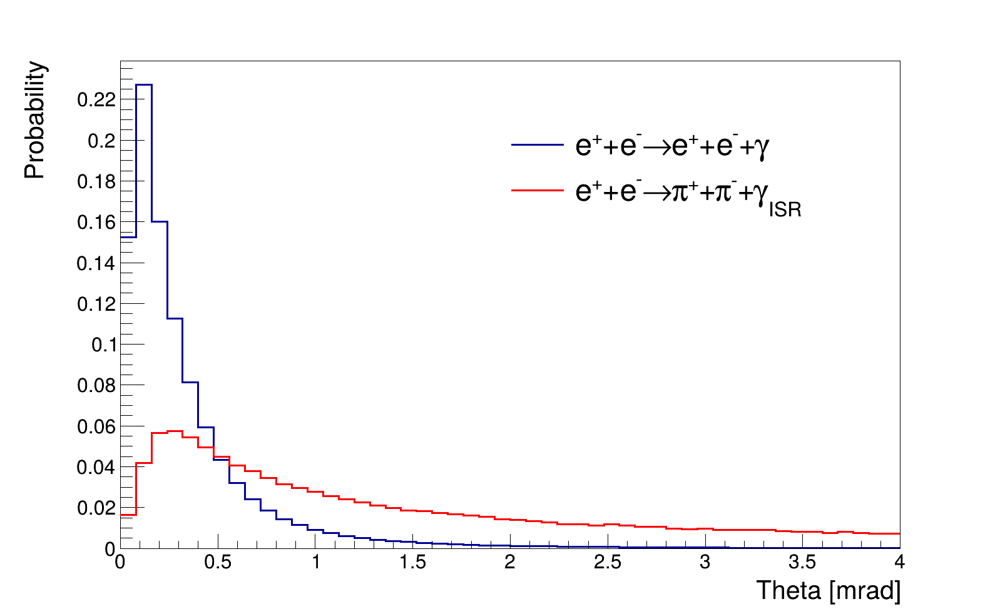 Probability
0.22
0.2
0.18
0.16
0.14
0.12
0.1
0.08
0.06
0.04
0.02
0
e⁺+e⁻→e⁺+e⁻+γ
e⁺+e⁻→π⁺+π⁻+γ_ISR
0 0.5 1 1.5 2 2.5 3 3.5 4
Theta [mrad]